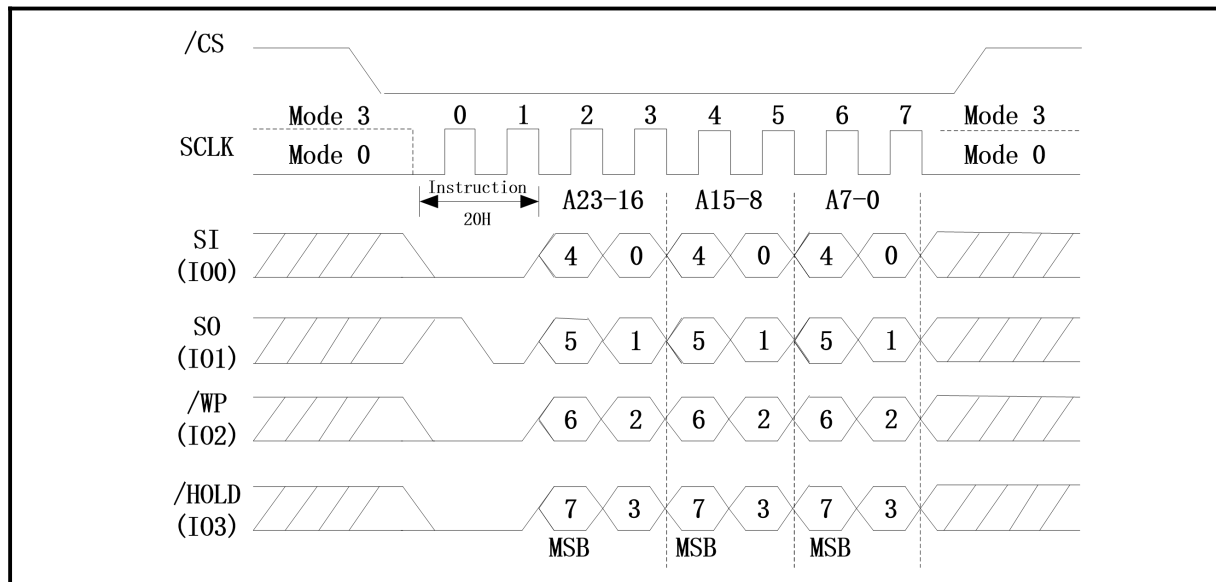 /CS
Mode 3 0 1 2 3 4 5 6 7 Mode 3
SCLK
Mode 0 Mode 0
Instruction
20H
A23-16 A15-8 A7-0
SI
(IO0)
4 0 4 0 4 0
SO
(IO1)
5 1 5 1 5 1
/WP
(IO2)
6 2 6 2 6 2
/HOLD
(IO3)
7 3 7 3 7 3
MSB MSB MSB